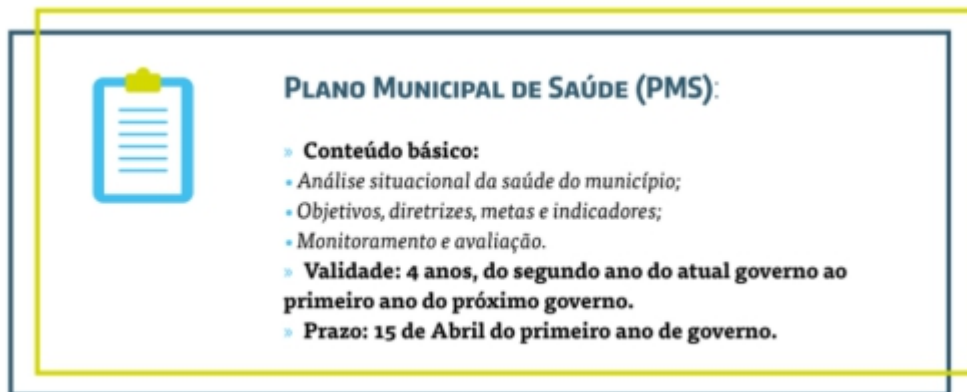 PLANO MUNICIPAL DE SAÚDE (PMS):
» Conteúdo básico:
• Análise situacional da saúde do município;
• Objetivos, diretrizes, metas e indicadores;
• Monitoramento e avaliação.
» Validade: 4 anos, do segundo ano do atual governo ao
primeiro ano do próximo governo.
» Prazo: 15 de Abril do primeiro ano de governo.